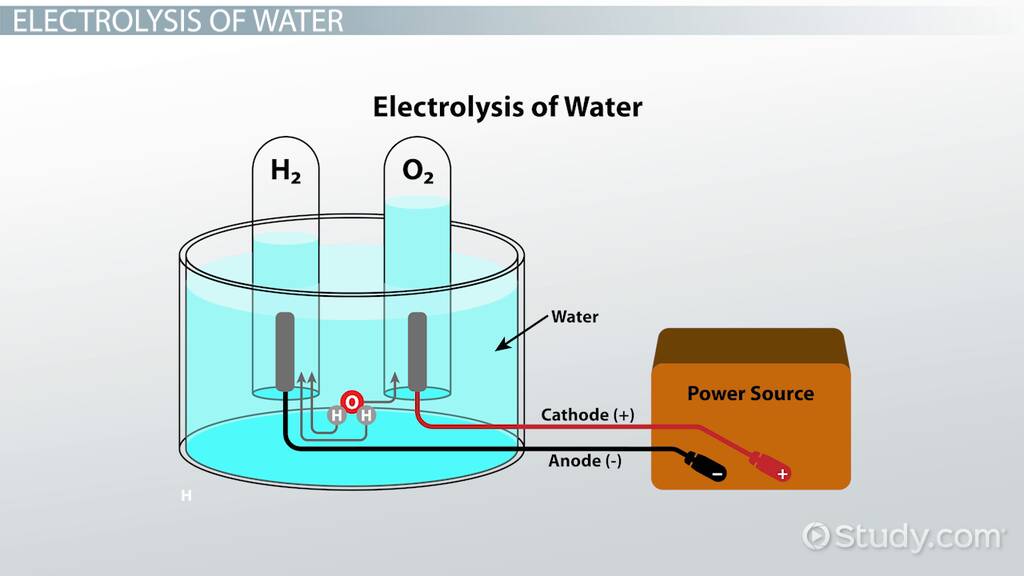 ELECTROLYSIS OF WATER
Electrolysis of Water
H₂
O₂
Water
Power Source
O
H H
Cathode (+)
Anode (-)
−
+
H
Study.com